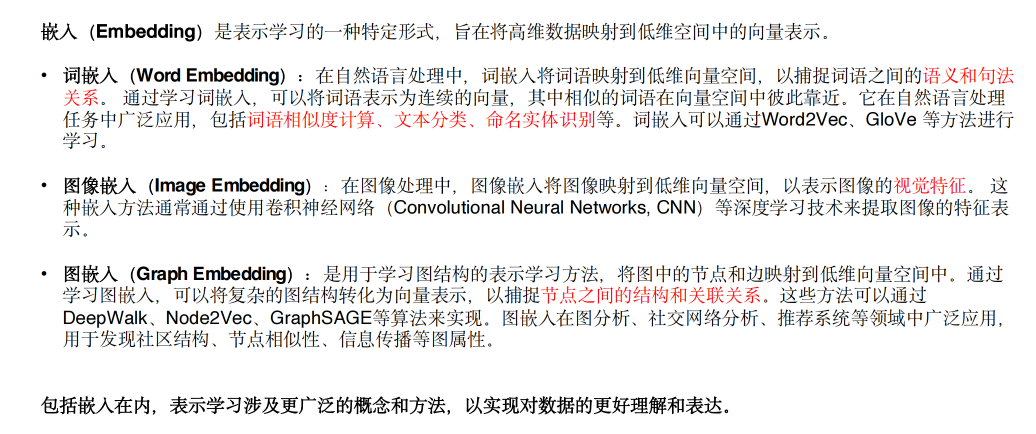 嵌入（Embedding）是表示学习的一种特定形式，旨在将高维数据映射到低维空间中的向量表示。
• 词嵌入（Word Embedding）：在自然语言处理中，词嵌入将词语映射到低维向量空间，以捕捉词语之间的语义和句法
关系。 通过学习词嵌入，可以将词语表示为连续的向量，其中相似的词语在向量空间中彼此靠近。它在自然语言处理
任务中广泛应用，包括词语相似度计算、文本分类、命名实体识别等。词嵌入可以通过Word2Vec、GloVe 等方法进行
学习。
• 图像嵌入（Image Embedding）：在图像处理中，图像嵌入将图像映射到低维向量空间，以表示图像的视觉特征。 这
种嵌入方法通常通过使用卷积神经网络（Convolutional Neural Networks, CNN）等深度学习技术来提取图像的特征表
示。
• 图嵌入（Graph Embedding）：是用于学习图结构的表示学习方法，将图中的节点和边映射到低维向量空间中。通过
学习图嵌入，可以将复杂的图结构转化为向量表示，以捕捉节点之间的结构和关联关系。这些方法可以通过
DeepWalk、Node2Vec、GraphSAGE等算法来实现。图嵌入在图分析、社交网络分析、推荐系统等领域中广泛应用，
用于发现社区结构、节点相似性、信息传播等图属性。
包括嵌入在内，表示学习涉及更广泛的概念和方法，以实现对数据的更好理解和表达。